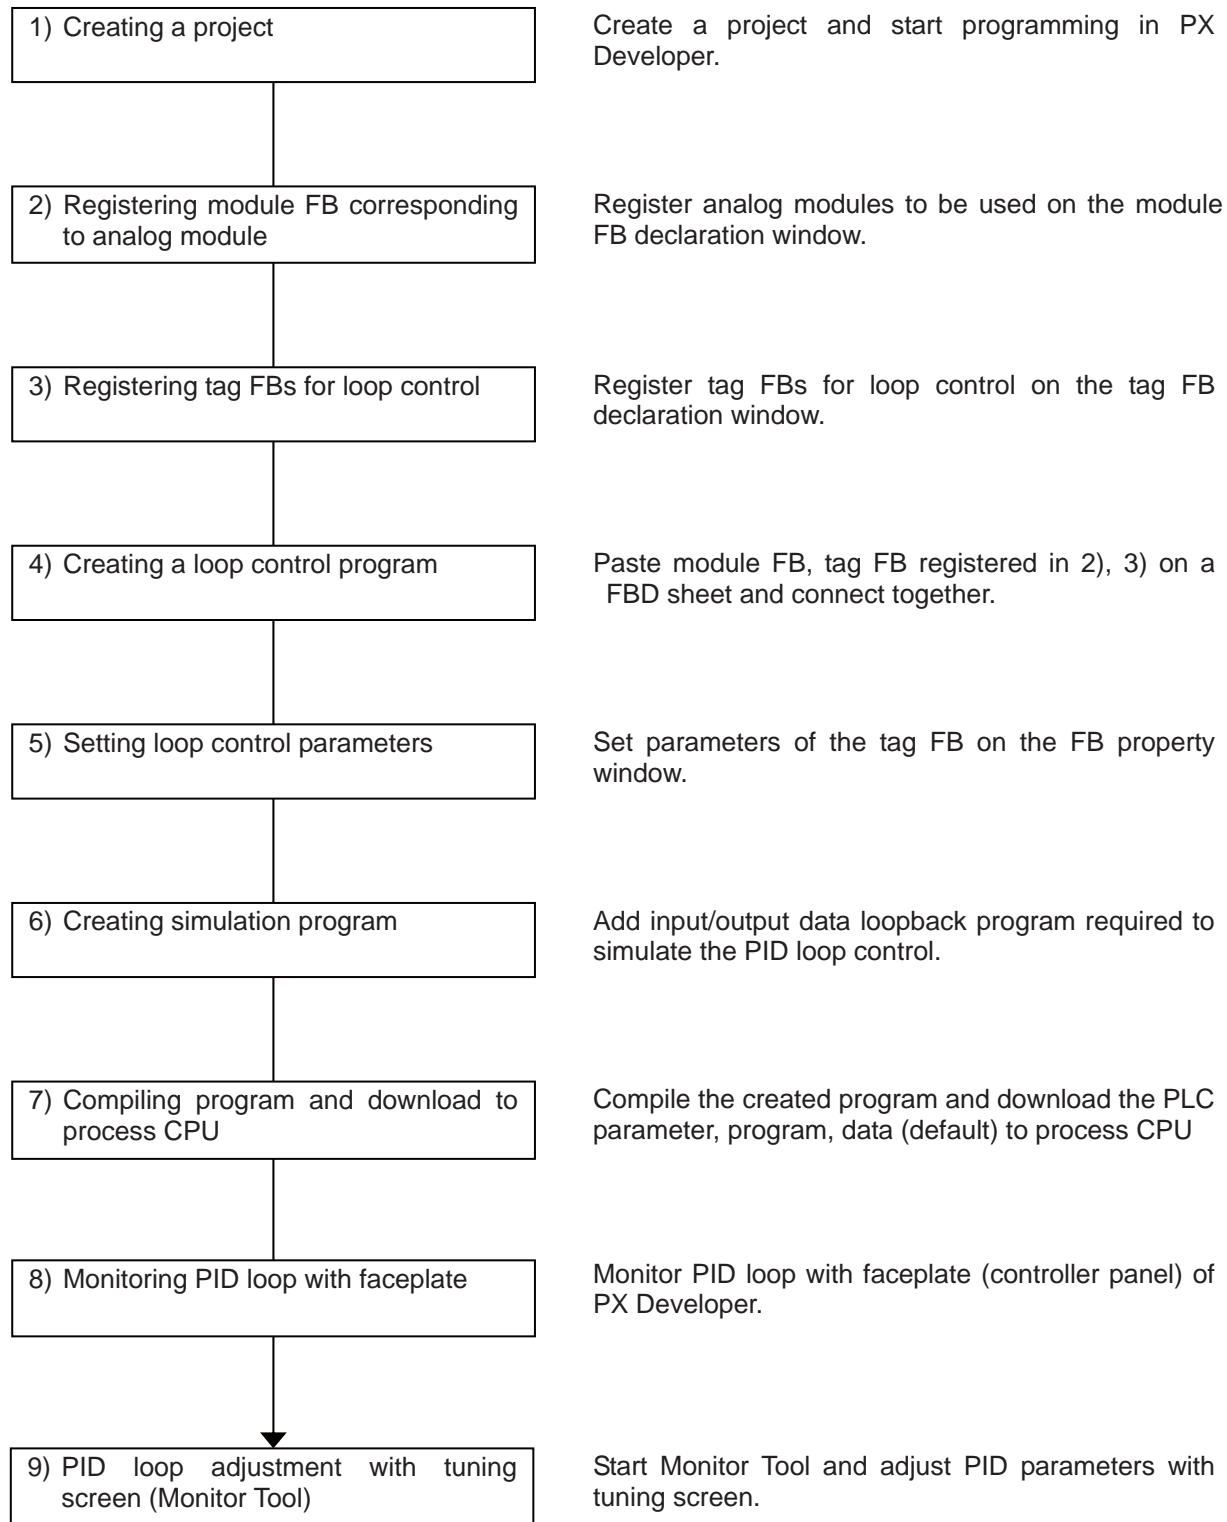 1) Creating a project
Create a project and start programming in PX
Developer.
2) Registering module FB corresponding
to analog module
Register analog modules to be used on the module
FB declaration window.
3) Registering tag FBs for loop control
Register tag FBs for loop control on the tag FB
declaration window.
4) Creating a loop control program
Paste module FB, tag FB registered in 2), 3) on a
FBD sheet and connect together.
5) Setting loop control parameters
Set parameters of the tag FB on the FB property
window.
6) Creating simulation program
Add input/output data loopback program required to
simulate the PID loop control.
7) Compiling program and download to
process CPU
Compile the created program and download the PLC
parameter, program, data (default) to process CPU
8) Monitoring PID loop with faceplate
Monitor PID loop with faceplate (controller panel) of
PX Developer.
9) PID loop adjustment with tuning
screen (Monitor Tool)
Start Monitor Tool and adjust PID parameters with
tuning screen.